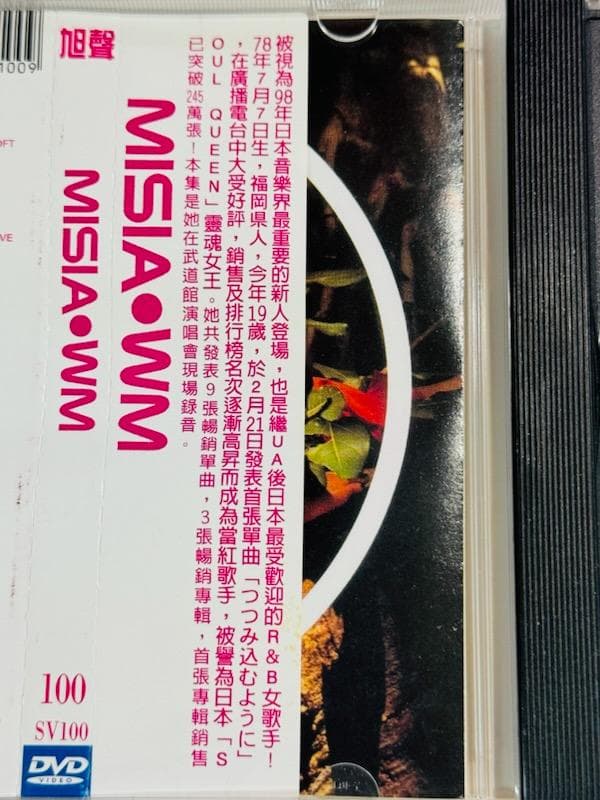 被視為98年日本音樂界最重要的新人登場，也是繼UA後日本最受歡迎的R&B女歌手！
78年7月7日生，福岡県人，今年19歲，於2月21日發表首張單曲「つつみ込むように」
，在廣播電台中大受好評，銷售及排行榜名次逐漸高昇而成為當紅歌手，被譽為日本「S
OUL QUEEN」靈魂女王。她共發表9張暢銷單曲，3張暢銷專輯，首張專輯銷售
已突破245萬張！本集是她在武道館演唱會現場錄音。
旭聲
MISIA•WM
MISIA•WM
100
SV100
DVD
VIDEO
1009
OFT
VE